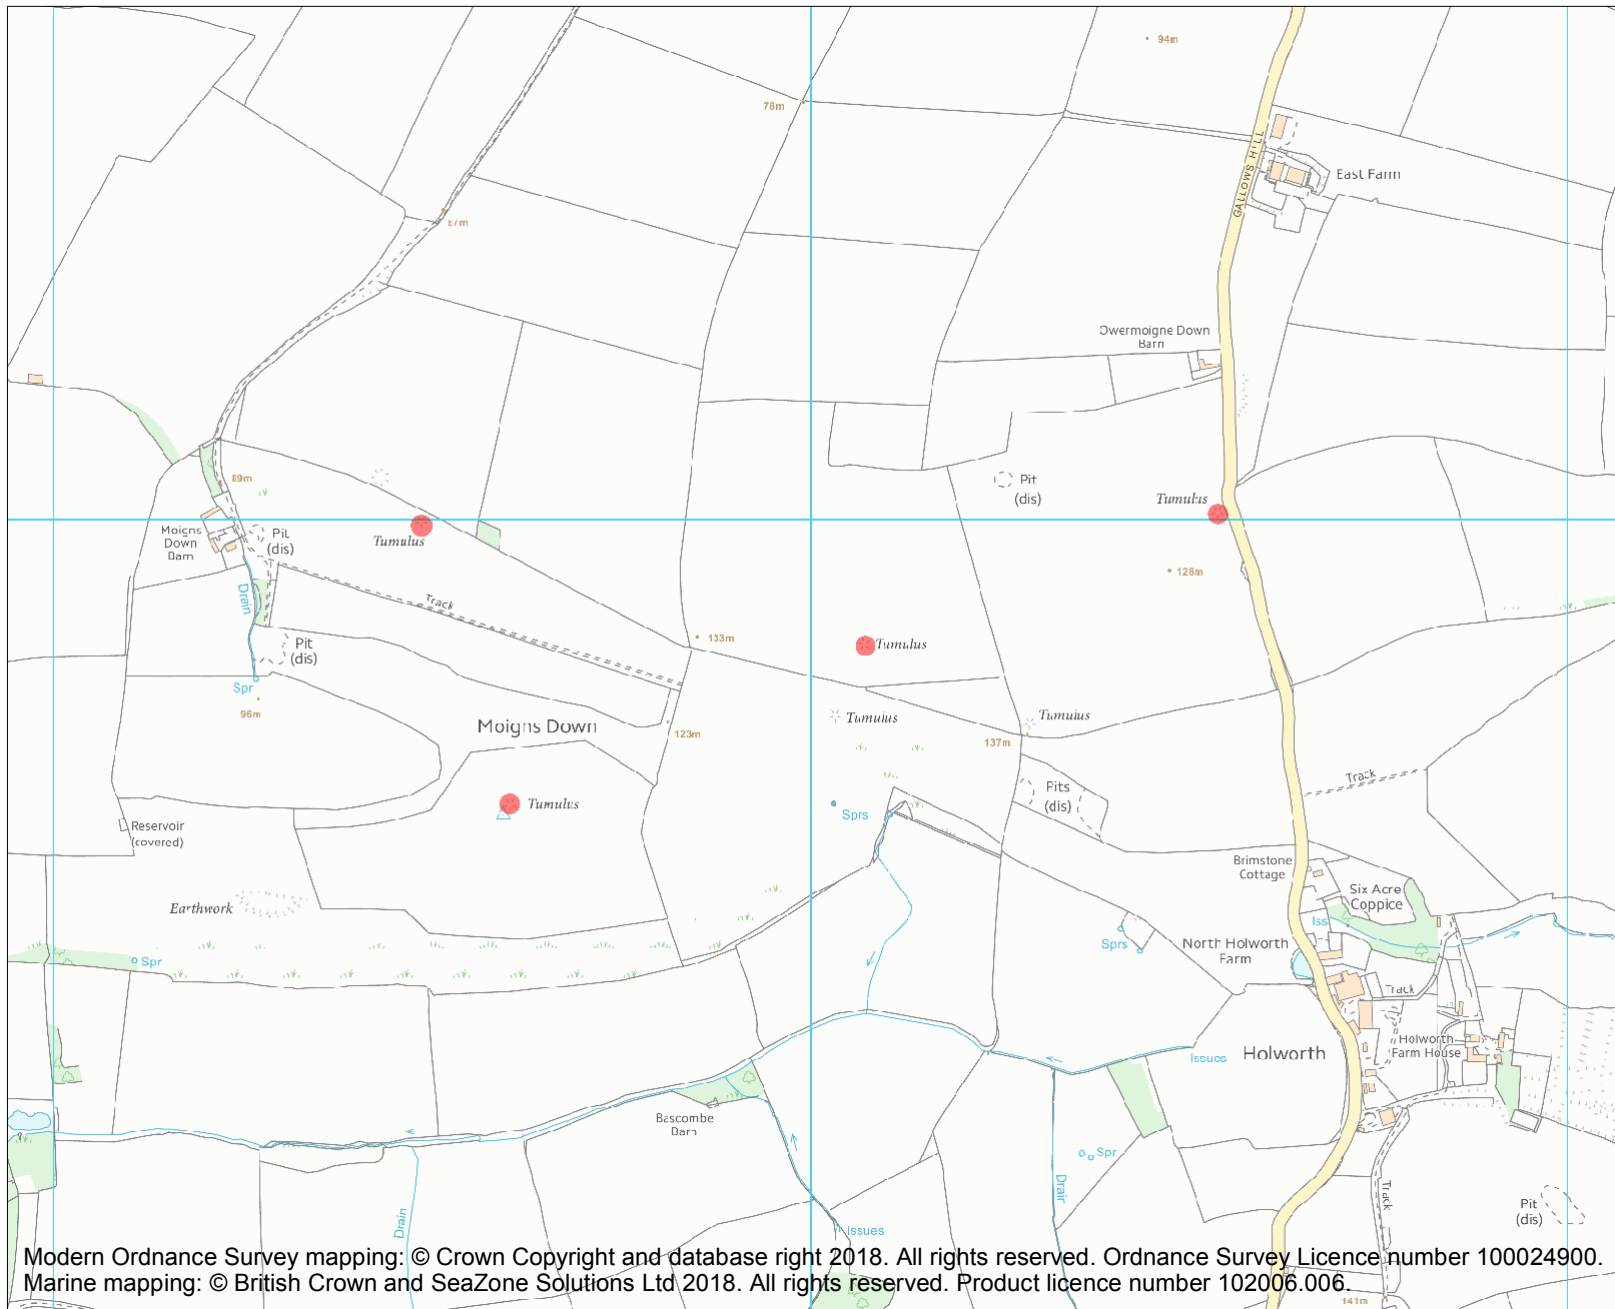 94m
78m
GALLOWS HILL
East Farm
67m
Owermoigne Down
Barn
89m
Pit
(dis)
Tumulus
Moigns
Down
Barn
Pit
(dis)
Tumulus
128m
Drain
Track
133m
Tumulus
Pit
(dis)
Spr
96m
Moigns Down
Tumulus
Tumulus
123m
137m
Track
Pits
(dis)
Tumulus
Sprs
Reservoir
(covered)
Brimstone
Cottage
Six Acre
Coppice
Earthwork
Iss
Sprs
North Holworth
Farm
Spr
Track
Holworth
Farm House
Issues
Holworth
Bascombe
Barn
Spr
Drain
Track
Pit
(dis)
Drain
Issues
Modern Ordnance Survey mapping: © Crown Copyright and database right 2018. All rights reserved. Ordnance Survey Licence number 100024900.
Marine mapping: © British Crown and SeaZone Solutions Ltd 2018. All rights reserved. Product licence number 102006.006.
141m